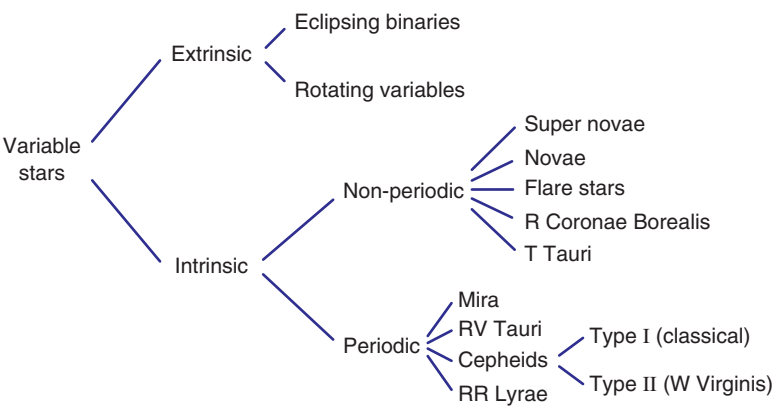 Variable
stars
Extrinsic
Eclipsing binaries
Rotating variables
Intrinsic
Non-periodic
Super novae
Novae
Flare stars
R Coronae Borealis
T Tauri
Periodic
Mira
RV Tauri
Cepheids
Type I (classical)
Type II (W Virginis)
RR Lyrae